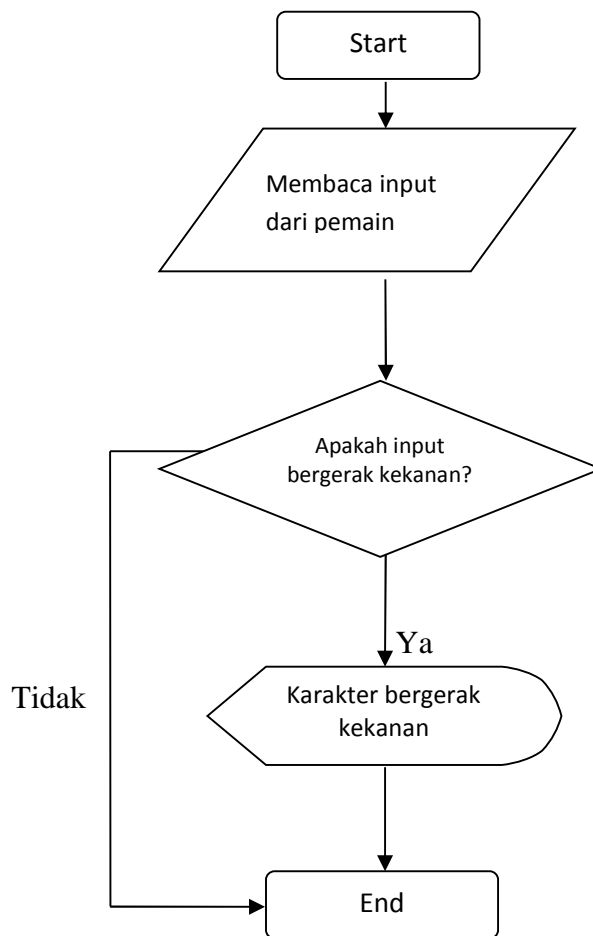 Start
Membaca input
dari pemain
Apakah input
bergerak kekanan?
Ya
Tidak
Karakter bergerak
kekanan
End